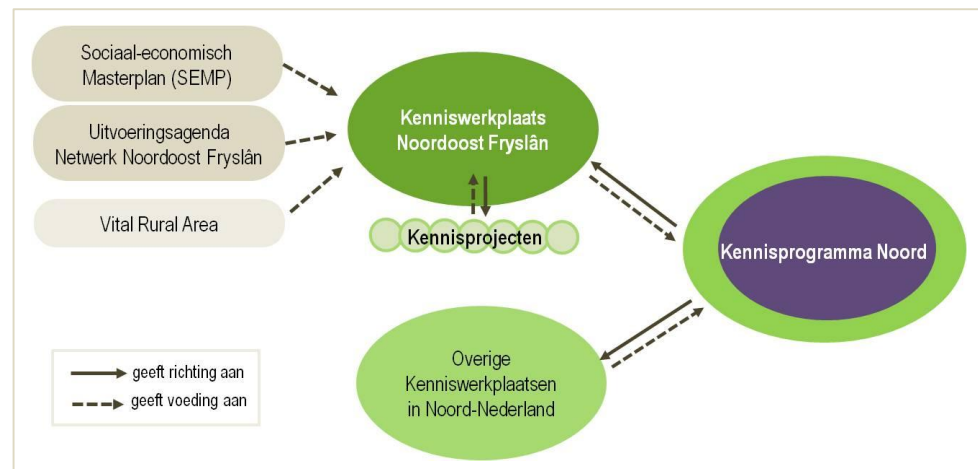 Sociaal-economisch
Masterplan (SEMP)
Uitvoeringsagenda
Netwerk Noordoost Fryslân
Vital Rural Area
Kenniswerkplaats
Noordoost Fryslân
Kennisprojecten
Kennisprogramma Noord
Overige
Kenniswerkplaatsen
in Noord-Nederland
geeft richting aan
geeft voeding aan